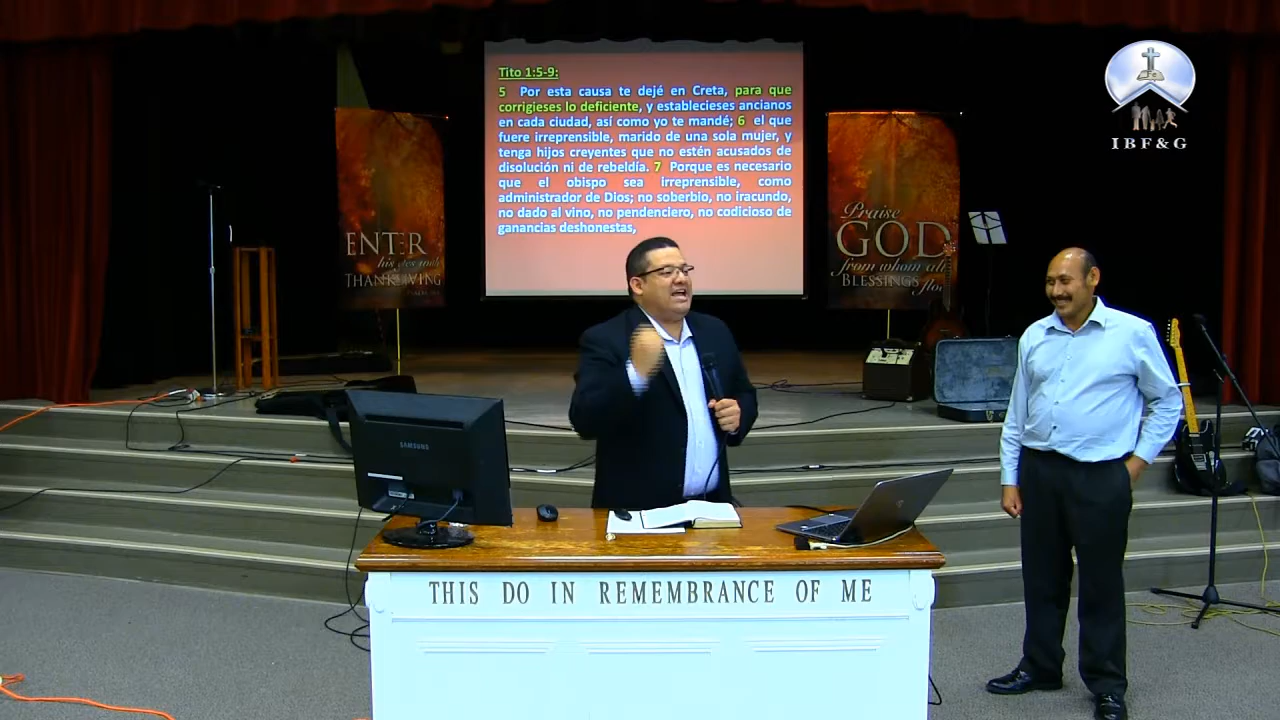 Tito 1:5-9:
5 Por esta causa te dejé en Creta, para que
corrigieses lo deficiente, y establecieses ancianos
en cada ciudad, así como yo te mandé; 6 el que
fuere irreprensible, marido de una sola mujer, y
tenga hijos creyentes que no estén acusados de
disolución ni de rebeldía. 7 Porque es necesario
que el obispo sea irreprensible, como
administrador de Dios; no soberbio, no iracundo,
no dado al vino, no pendenciero, no codicioso de
ganancias deshonestas,
IBF&G
ENTER
his gates with
THANKSGIVING
Praise
GOD
from whom all
BLESSINGS flow
SAMSUNG
THIS DO IN REMEMBRANCE OF ME